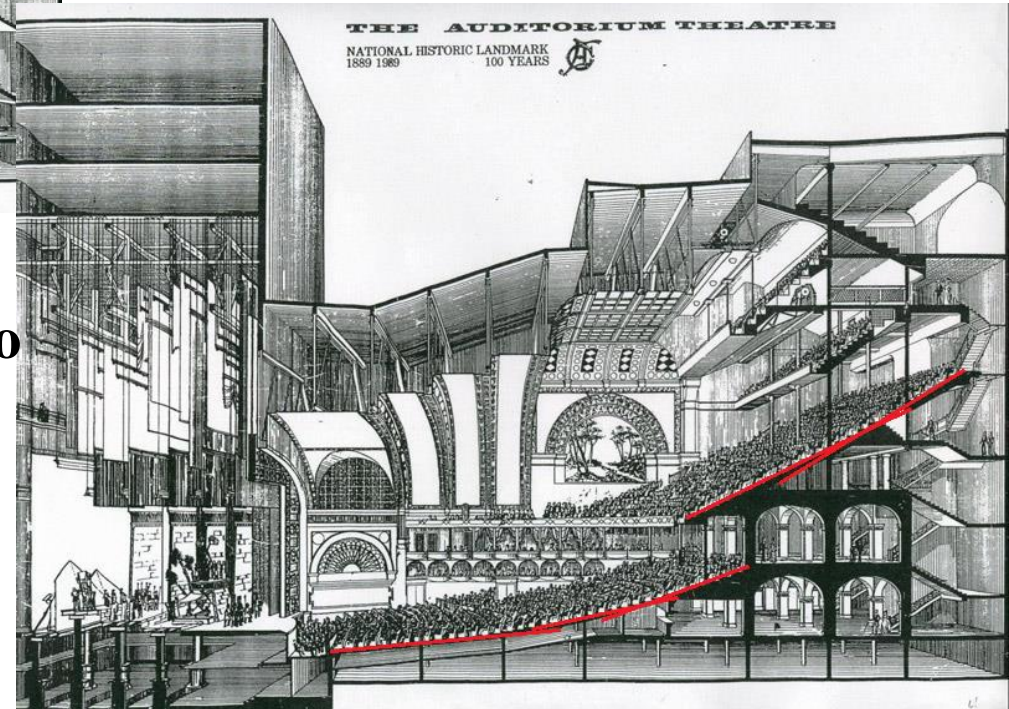 THE AUDITORIUM THEATRE
NATIONAL HISTORIC LANDMARK
1889 1989 100 YEARS